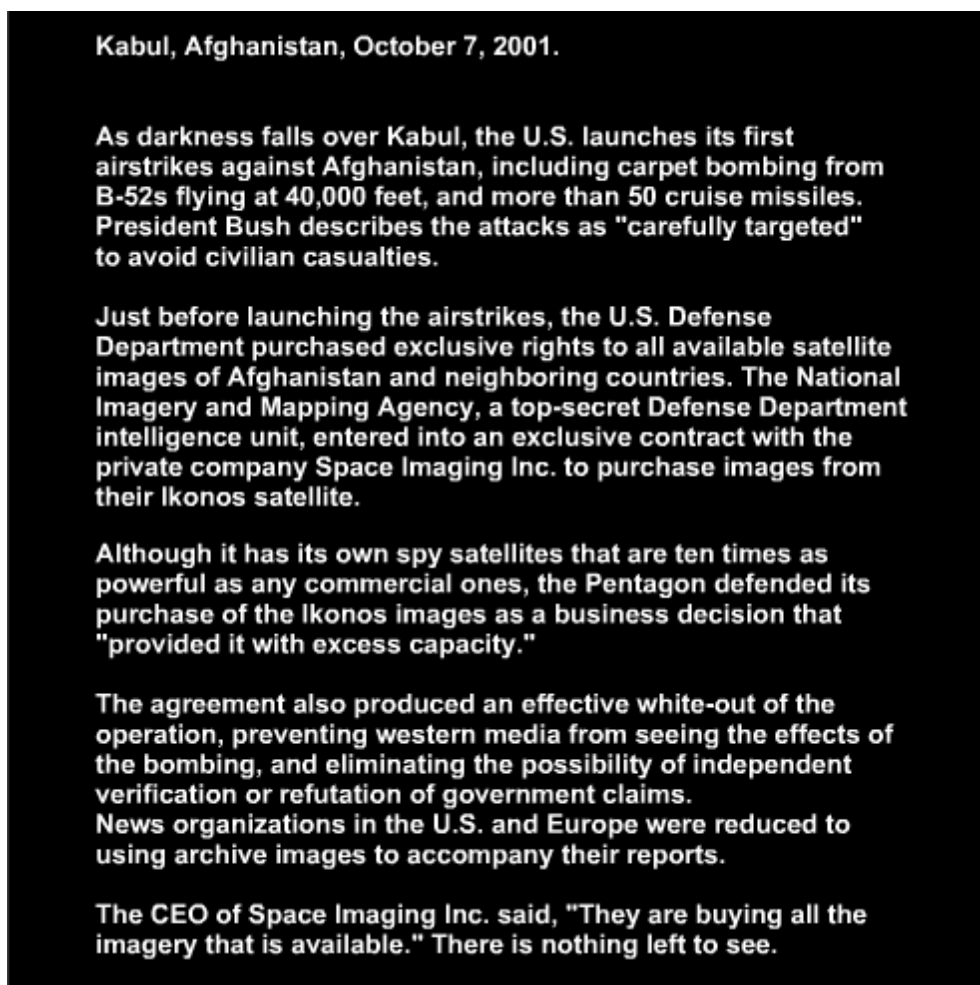 Kabul, Afghanistan, October 7, 2001.
As darkness falls over Kabul, the U.S. launches its first
airstrikes against Afghanistan, including carpet bombing from
B-52s flying at 40,000 feet, and more than 50 cruise missiles.
President Bush describes the attacks as "carefully targeted"
to avoid civilian casualties.
Just before launching the airstrikes, the U.S. Defense
Department purchased exclusive rights to all available satellite
images of Afghanistan and neighboring countries. The National
Imagery and Mapping Agency, a top-secret Defense Department
intelligence unit, entered into an exclusive contract with the
private company Space Imaging Inc. to purchase images from
their Ikonos satellite.
Although it has its own spy satellites that are ten times as
powerful as any commercial ones, the Pentagon defended its
purchase of the Ikonos images as a business decision that
"provided it with excess capacity."
The agreement also produced an effective white-out of the
operation, preventing western media from seeing the effects of
the bombing, and eliminating the possibility of independent
verification or refutation of government claims.
News organizations in the U.S. and Europe were reduced to
using archive images to accompany their reports.
The CEO of Space Imaging Inc. said, "They are buying all the
imagery that is available." There is nothing left to see.